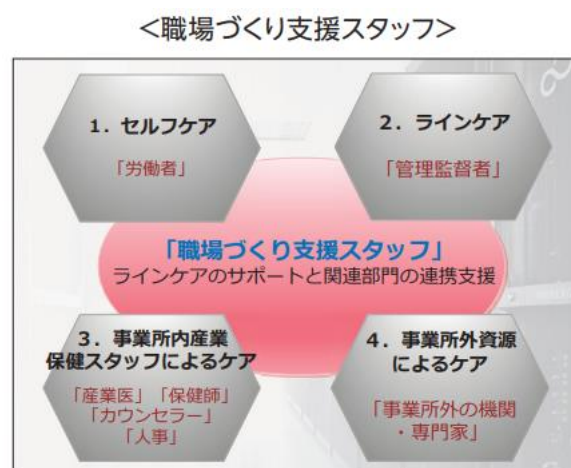 <職場づくり支援スタッフ>
1．セルフケア
「労働者」
2．ラインケア
「管理監督者」
「職場づくり支援スタッフ」
ラインケアのサポートと関連部門の連携支援
3．事業所内産業
保健スタッフによるケア
「産業医」「保健師」
「カウンセラー」
「人事」
4．事業所外資源
によるケア
「事業所外の機関
・専門家」